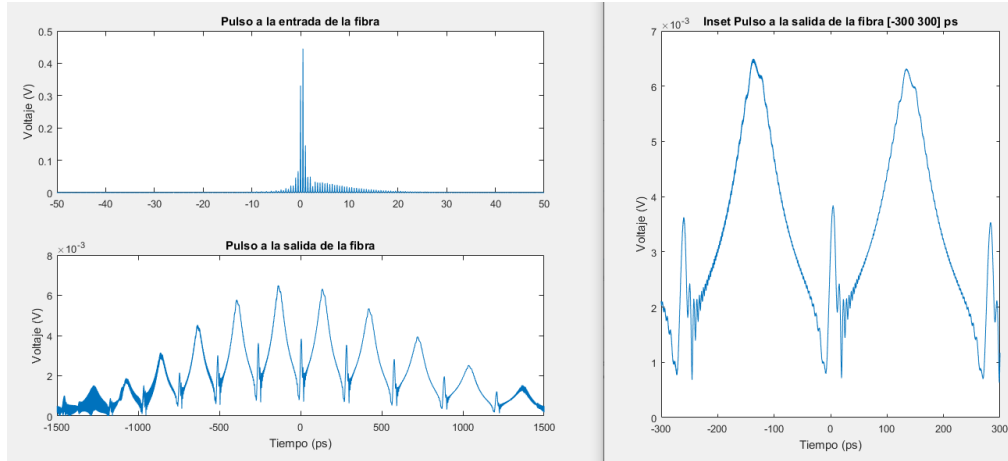 Pulso a la entrada de la fibra
0.5
0.4
0.3
0.2
0.1
0
Voltaje (V)
-50 -40 -30 -20 -10 0 10 20 30 40 50
Pulso a la salida de la fibra
×10⁻³
8
6
4
2
0
Voltaje (V)
-1500 -1000 -500 0 500 1000 1500
Tiempo (ps)
Inset Pulso a la salida de la fibra [-300 300] ps
×10⁻³
7
6
5
4
3
2
1
0
Voltaje (V)
-300 -200 -100 0 100 200 300
Tiempo (ps)